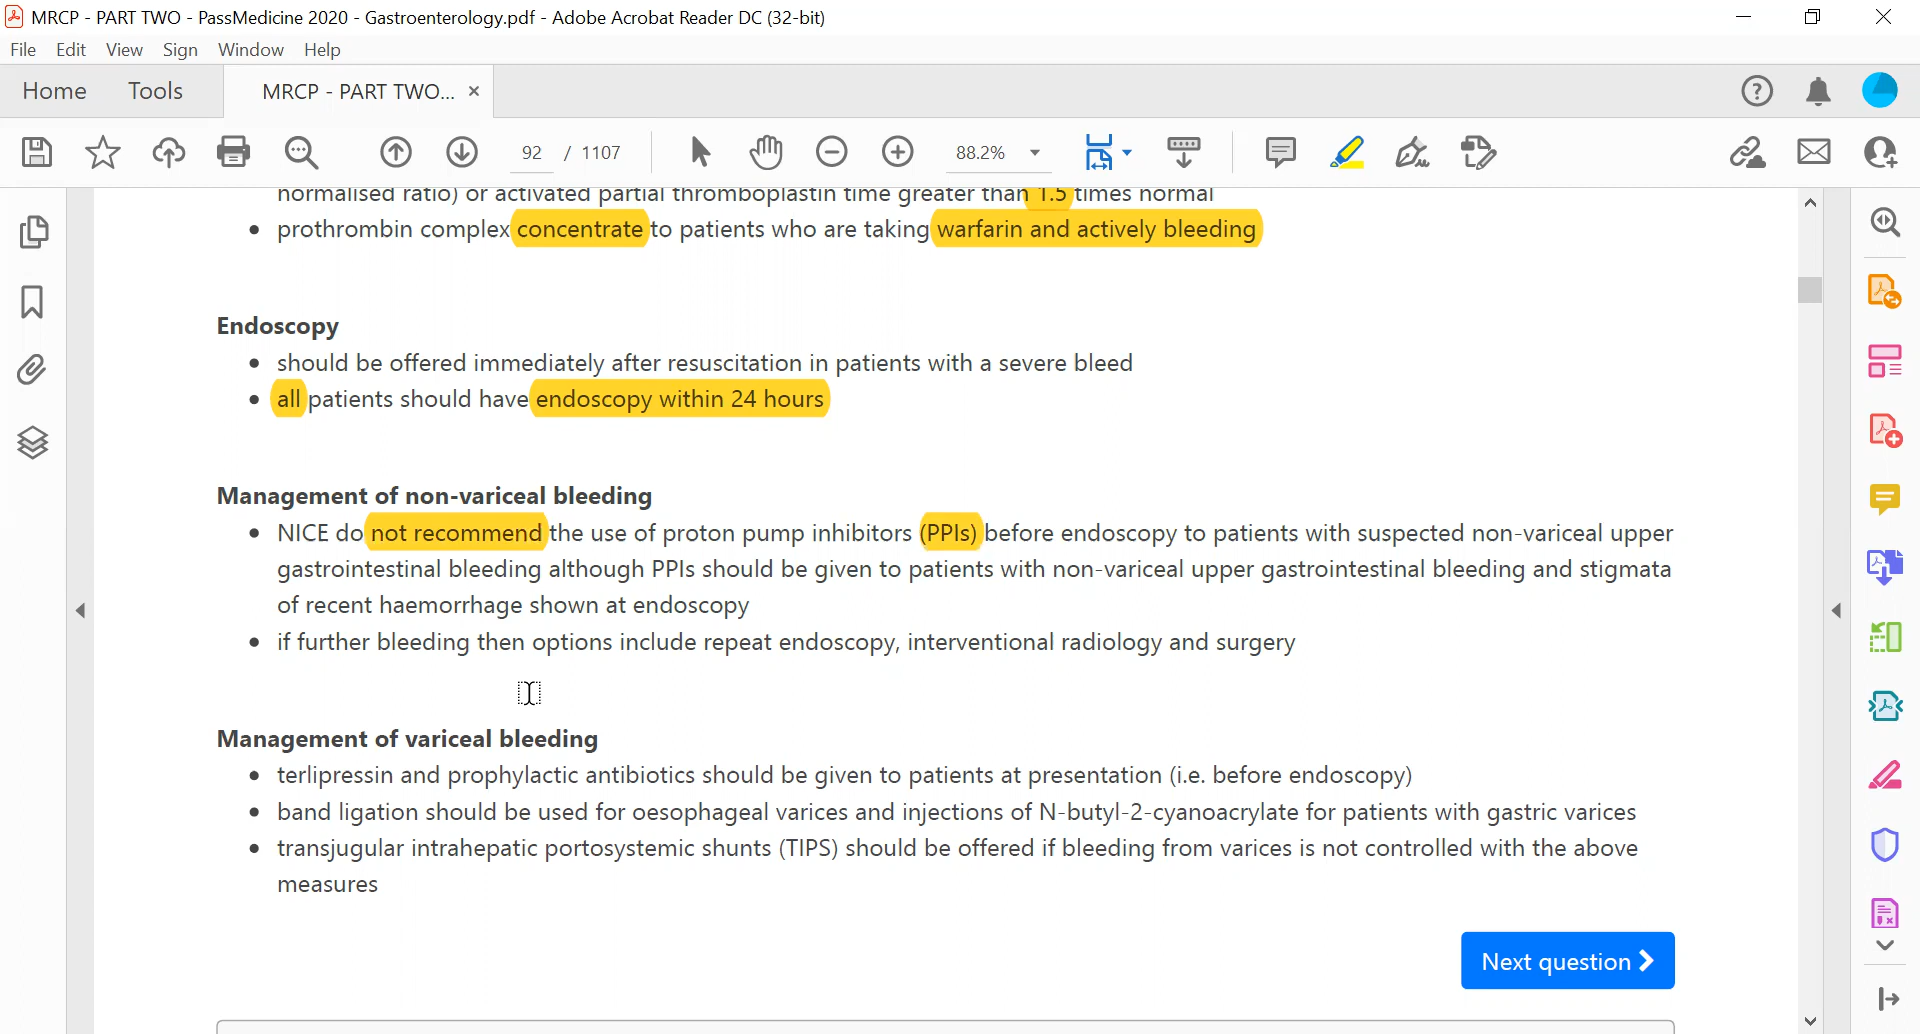 MRCP - PART TWO - PassMedicine 2020 - Gastroenterology.pdf - Adobe Acrobat Reader DC (32-bit)
File Edit View Sign Window Help
Home Tools MRCP - PART TWO... ×
92 / 1107 88.2%
normalised ratio) or activated partial thromboplastin time greater than 1.5 times normal
• prothrombin complex concentrate to patients who are taking warfarin and actively bleeding
Endoscopy
• should be offered immediately after resuscitation in patients with a severe bleed
• all patients should have endoscopy within 24 hours
Management of non-variceal bleeding
• NICE do not recommend the use of proton pump inhibitors (PPIs) before endoscopy to patients with suspected non-variceal upper
gastrointestinal bleeding although PPIs should be given to patients with non-variceal upper gastrointestinal bleeding and stigmata
of recent haemorrhage shown at endoscopy
• if further bleeding then options include repeat endoscopy, interventional radiology and surgery
Management of variceal bleeding
• terlipressin and prophylactic antibiotics should be given to patients at presentation (i.e. before endoscopy)
• band ligation should be used for oesophageal varices and injections of N-butyl-2-cyanoacrylate for patients with gastric varices
• transjugular intrahepatic portosystemic shunts (TIPS) should be offered if bleeding from varices is not controlled with the above
measures
Next question